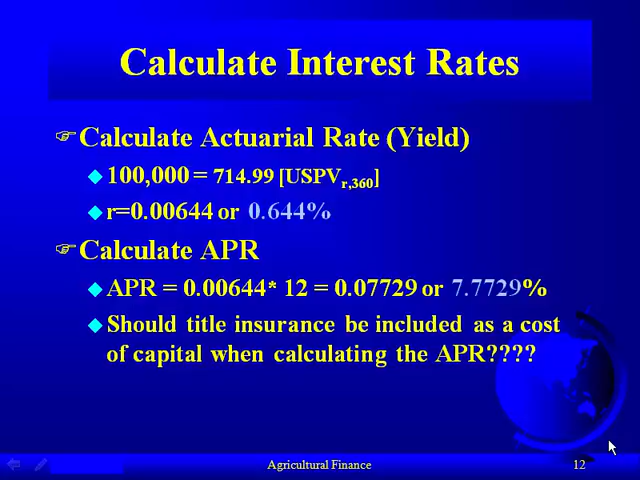 Calculate Interest Rates
Calculate Actuarial Rate (Yield)
100,000 = 714.99 [USPVr,360]
r=0.00644 or 0.644%
Calculate APR
APR = 0.00644* 12 = 0.07729 or 7.7729%
Should title insurance be included as a cost
of capital when calculating the APR????
Agricultural Finance
12